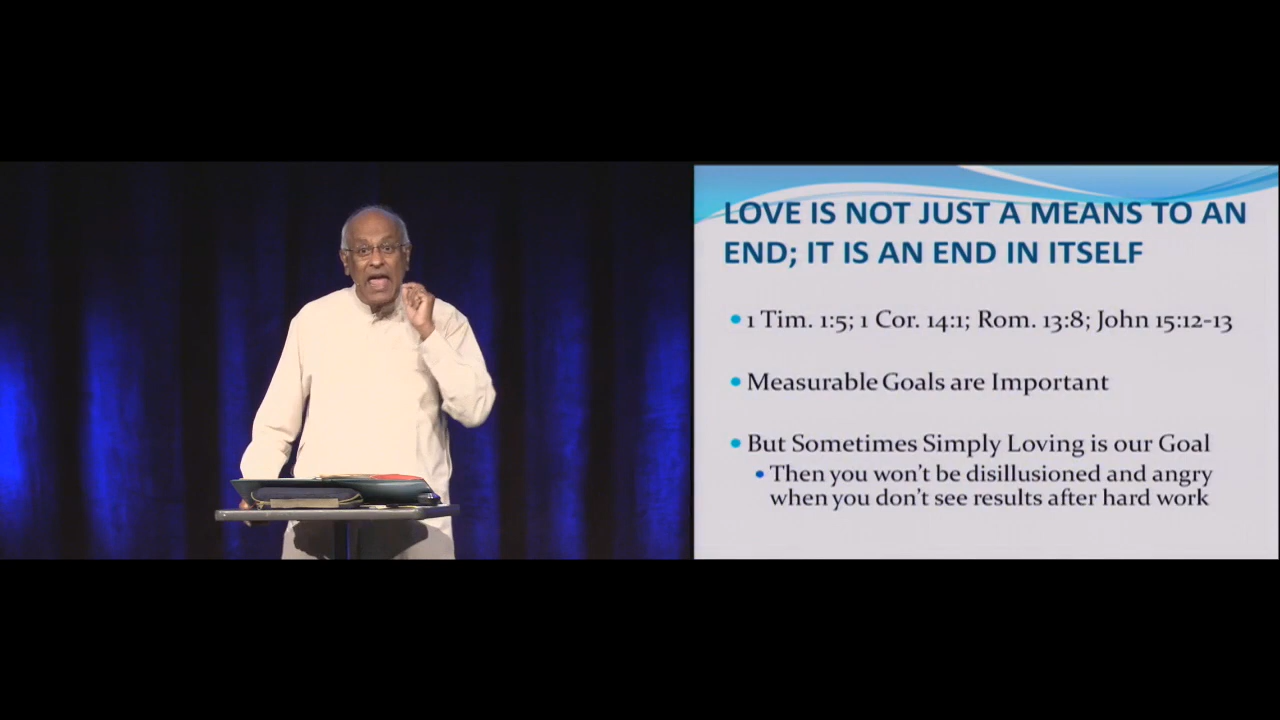 LOVE IS NOT JUST A MEANS TO AN
END; IT IS AN END IN ITSELF
1 Tim. 1:5; 1 Cor. 14:1; Rom. 13:8; John 15:12-13
Measurable Goals are Important
But Sometimes Simply Loving is our Goal
Then you won't be disillusioned and angry
when you don't see results after hard work